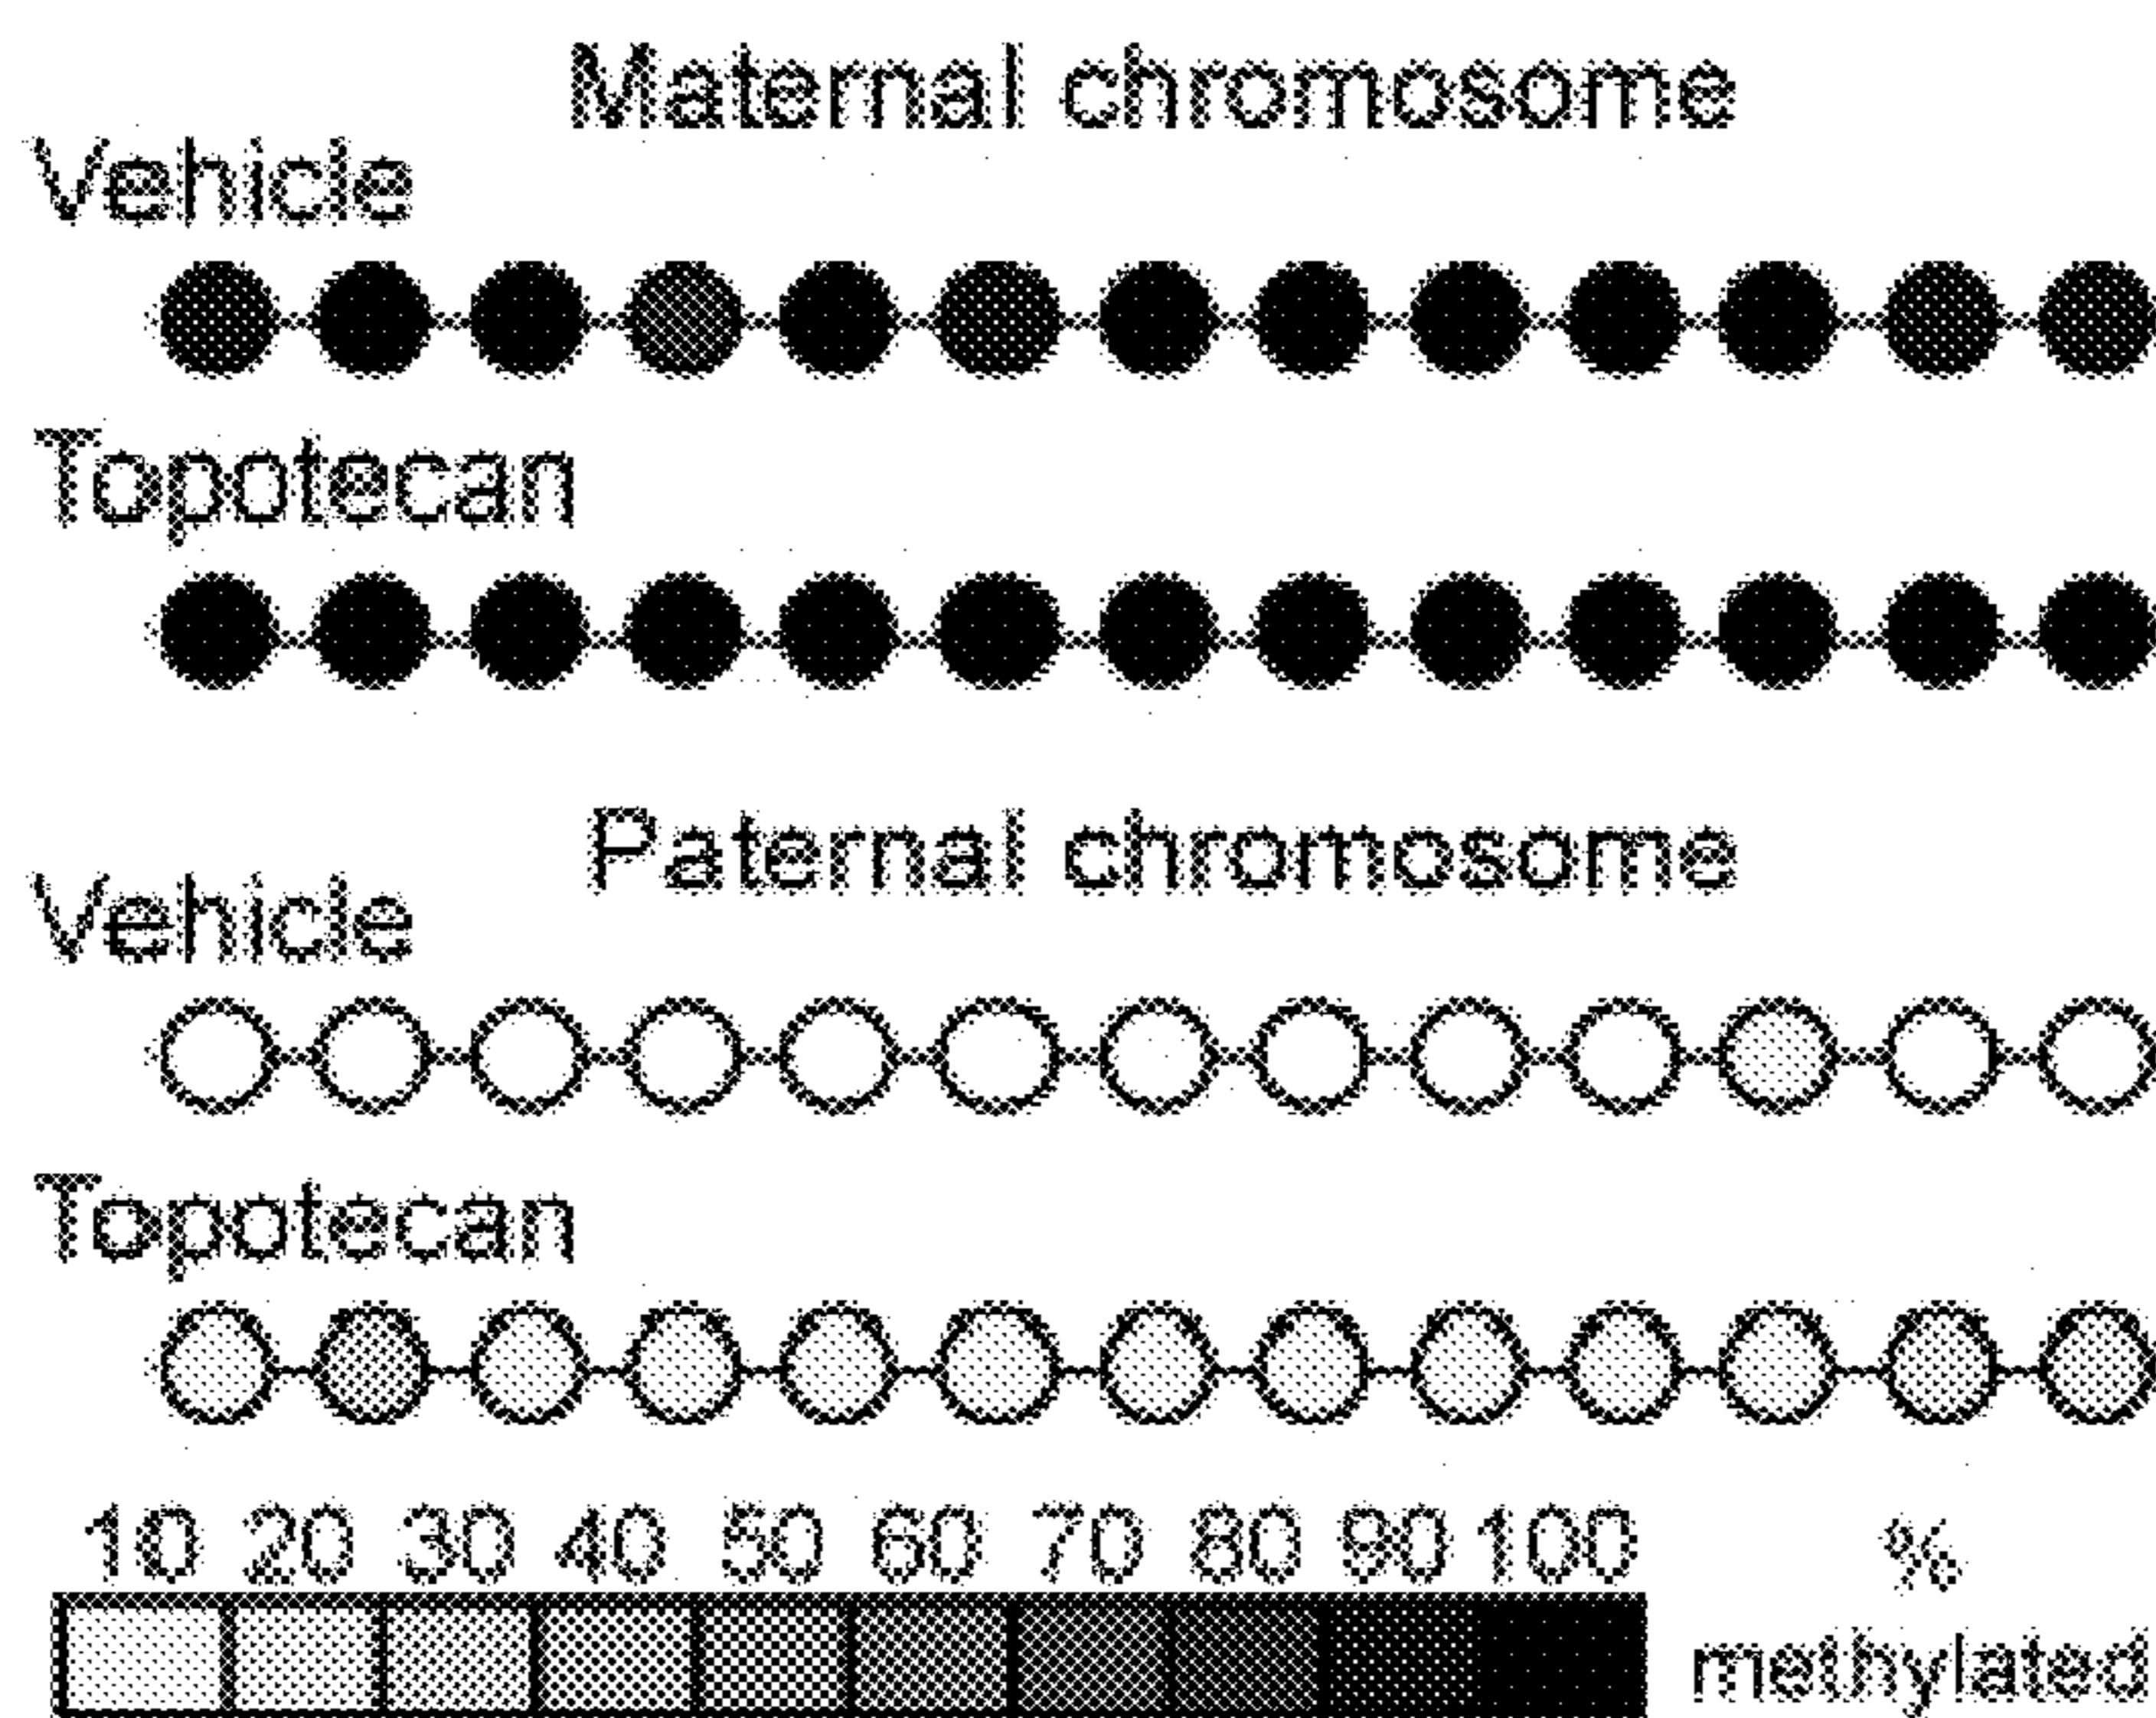 Maternal chromosome
Vehicle
Topotecan
Paternal chromosome
Vehicle
Topotecan
10 20 30 40 50 60 70 80 90 100 %
methylated